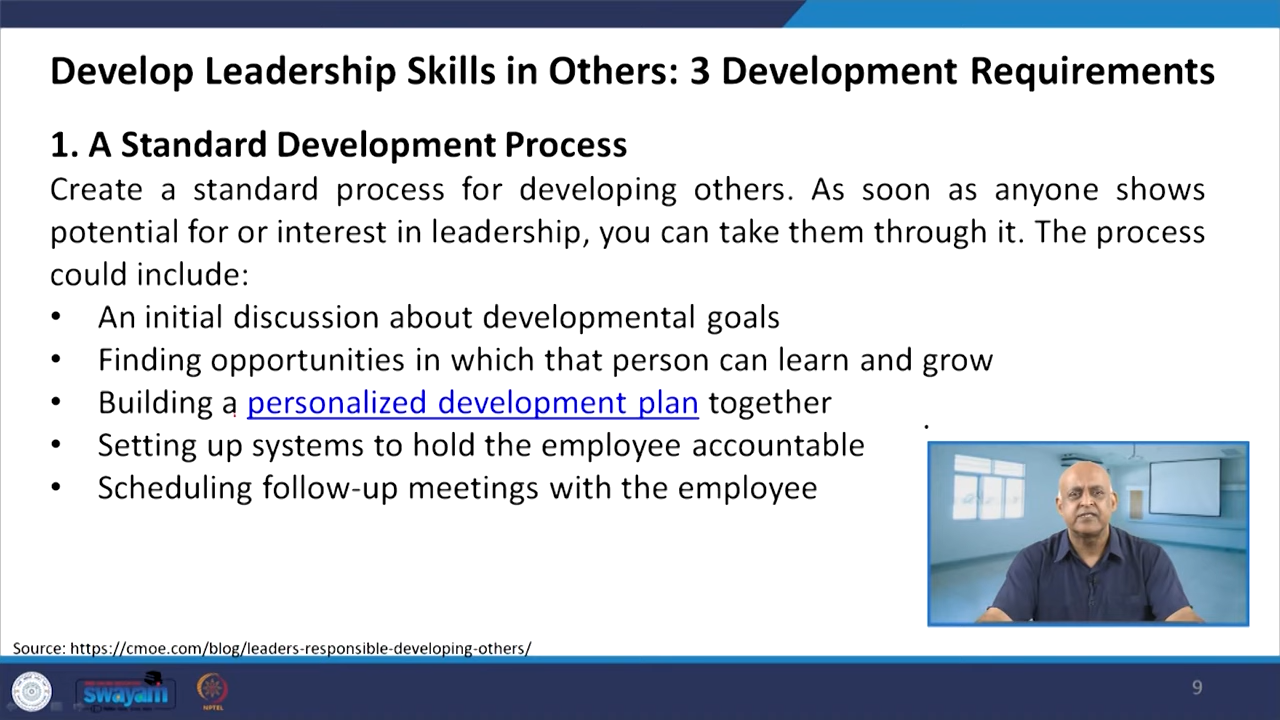 Develop Leadership Skills in Others: 3 Development Requirements
1. A Standard Development Process
Create a standard process for developing others. As soon as anyone shows
potential for or interest in leadership, you can take them through it. The process
could include:
• An initial discussion about developmental goals
• Finding opportunities in which that person can learn and grow
• Building a personalized development plan together
• Setting up systems to hold the employee accountable
• Scheduling follow-up meetings with the employee
Source: https://cmoe.com/blog/leaders-responsible-developing-others/
swayam
NPTEL
9